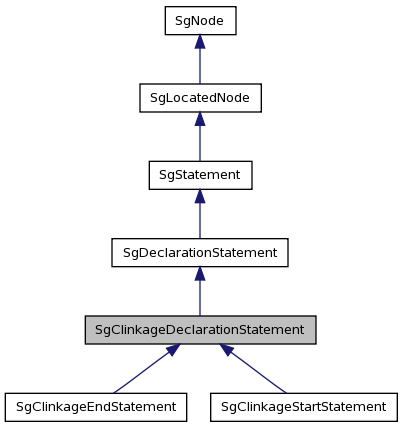 SgNode
SgLocatedNode
SgStatement
SgDeclarationStatement
SgClinkageDeclarationStatement
SgClinkageEndStatement
SgClinkageStartStatement